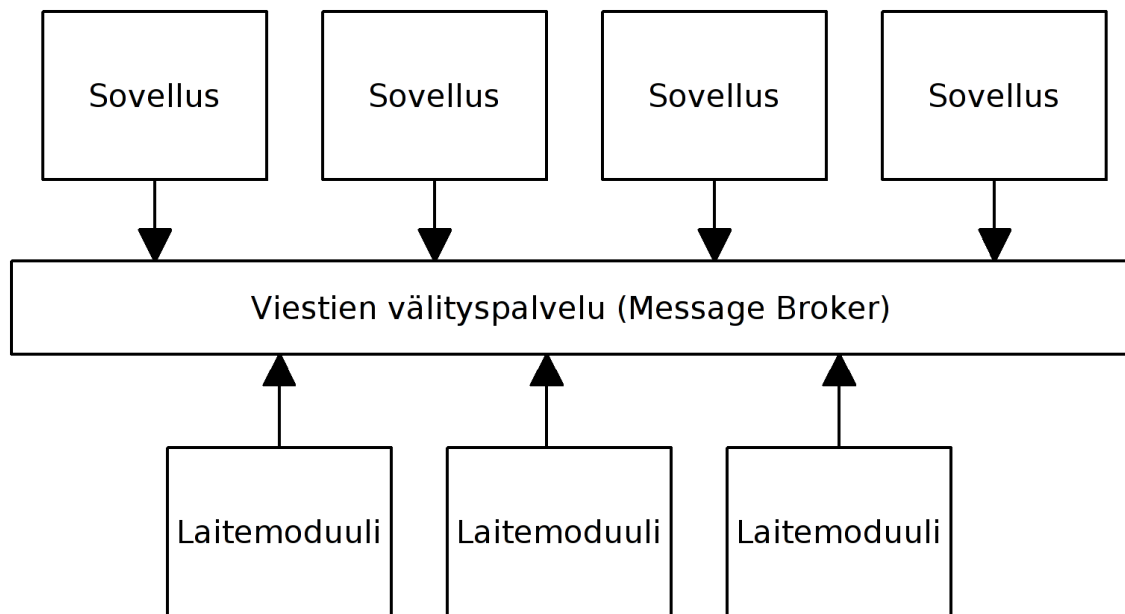 Sovellus
Sovellus
Sovellus
Sovellus
Viestien välityspalvelu (Message Broker)
Laitemoduuli
Laitemoduuli
Laitemoduuli